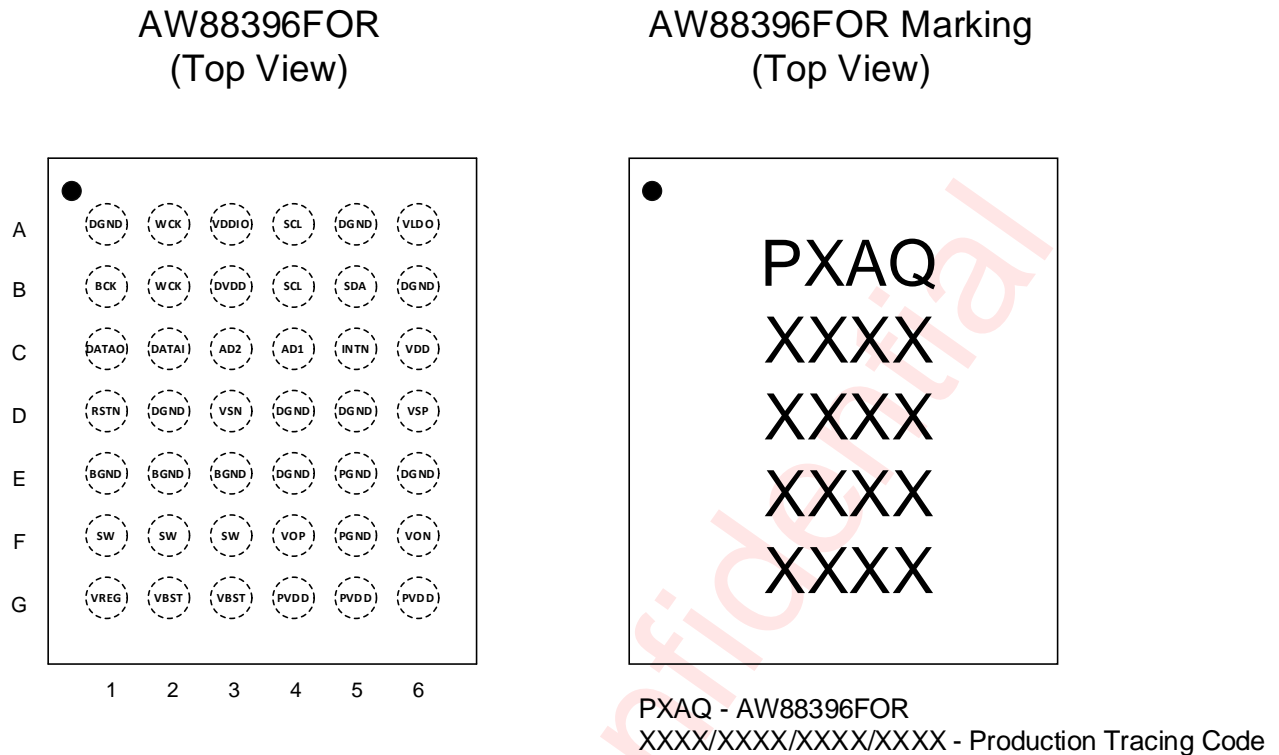 AW88396FOR
(Top View)
AW88396FOR Marking
(Top View)
A DGND WCK VDDIO SCL DGND VLDO
B BCK WCK DVDD SCL SDA DGND
C DATAO DATAI AD2 AD1 INTN VDD
D RSTN DGND VSN DGND DGND VSP
E BGND BGND BGND DGND PGND DGND
F SW SW SW VOP PGND VON
G VREG VBST VBST PVDD PVDD PVDD
1 2 3 4 5 6
PXAQ
XXXX
XXXX
XXXX
XXXX
PXAQ - AW88396FOR
XXXX/XXXX/XXXX/XXXX - Production Tracing Code
nfidential